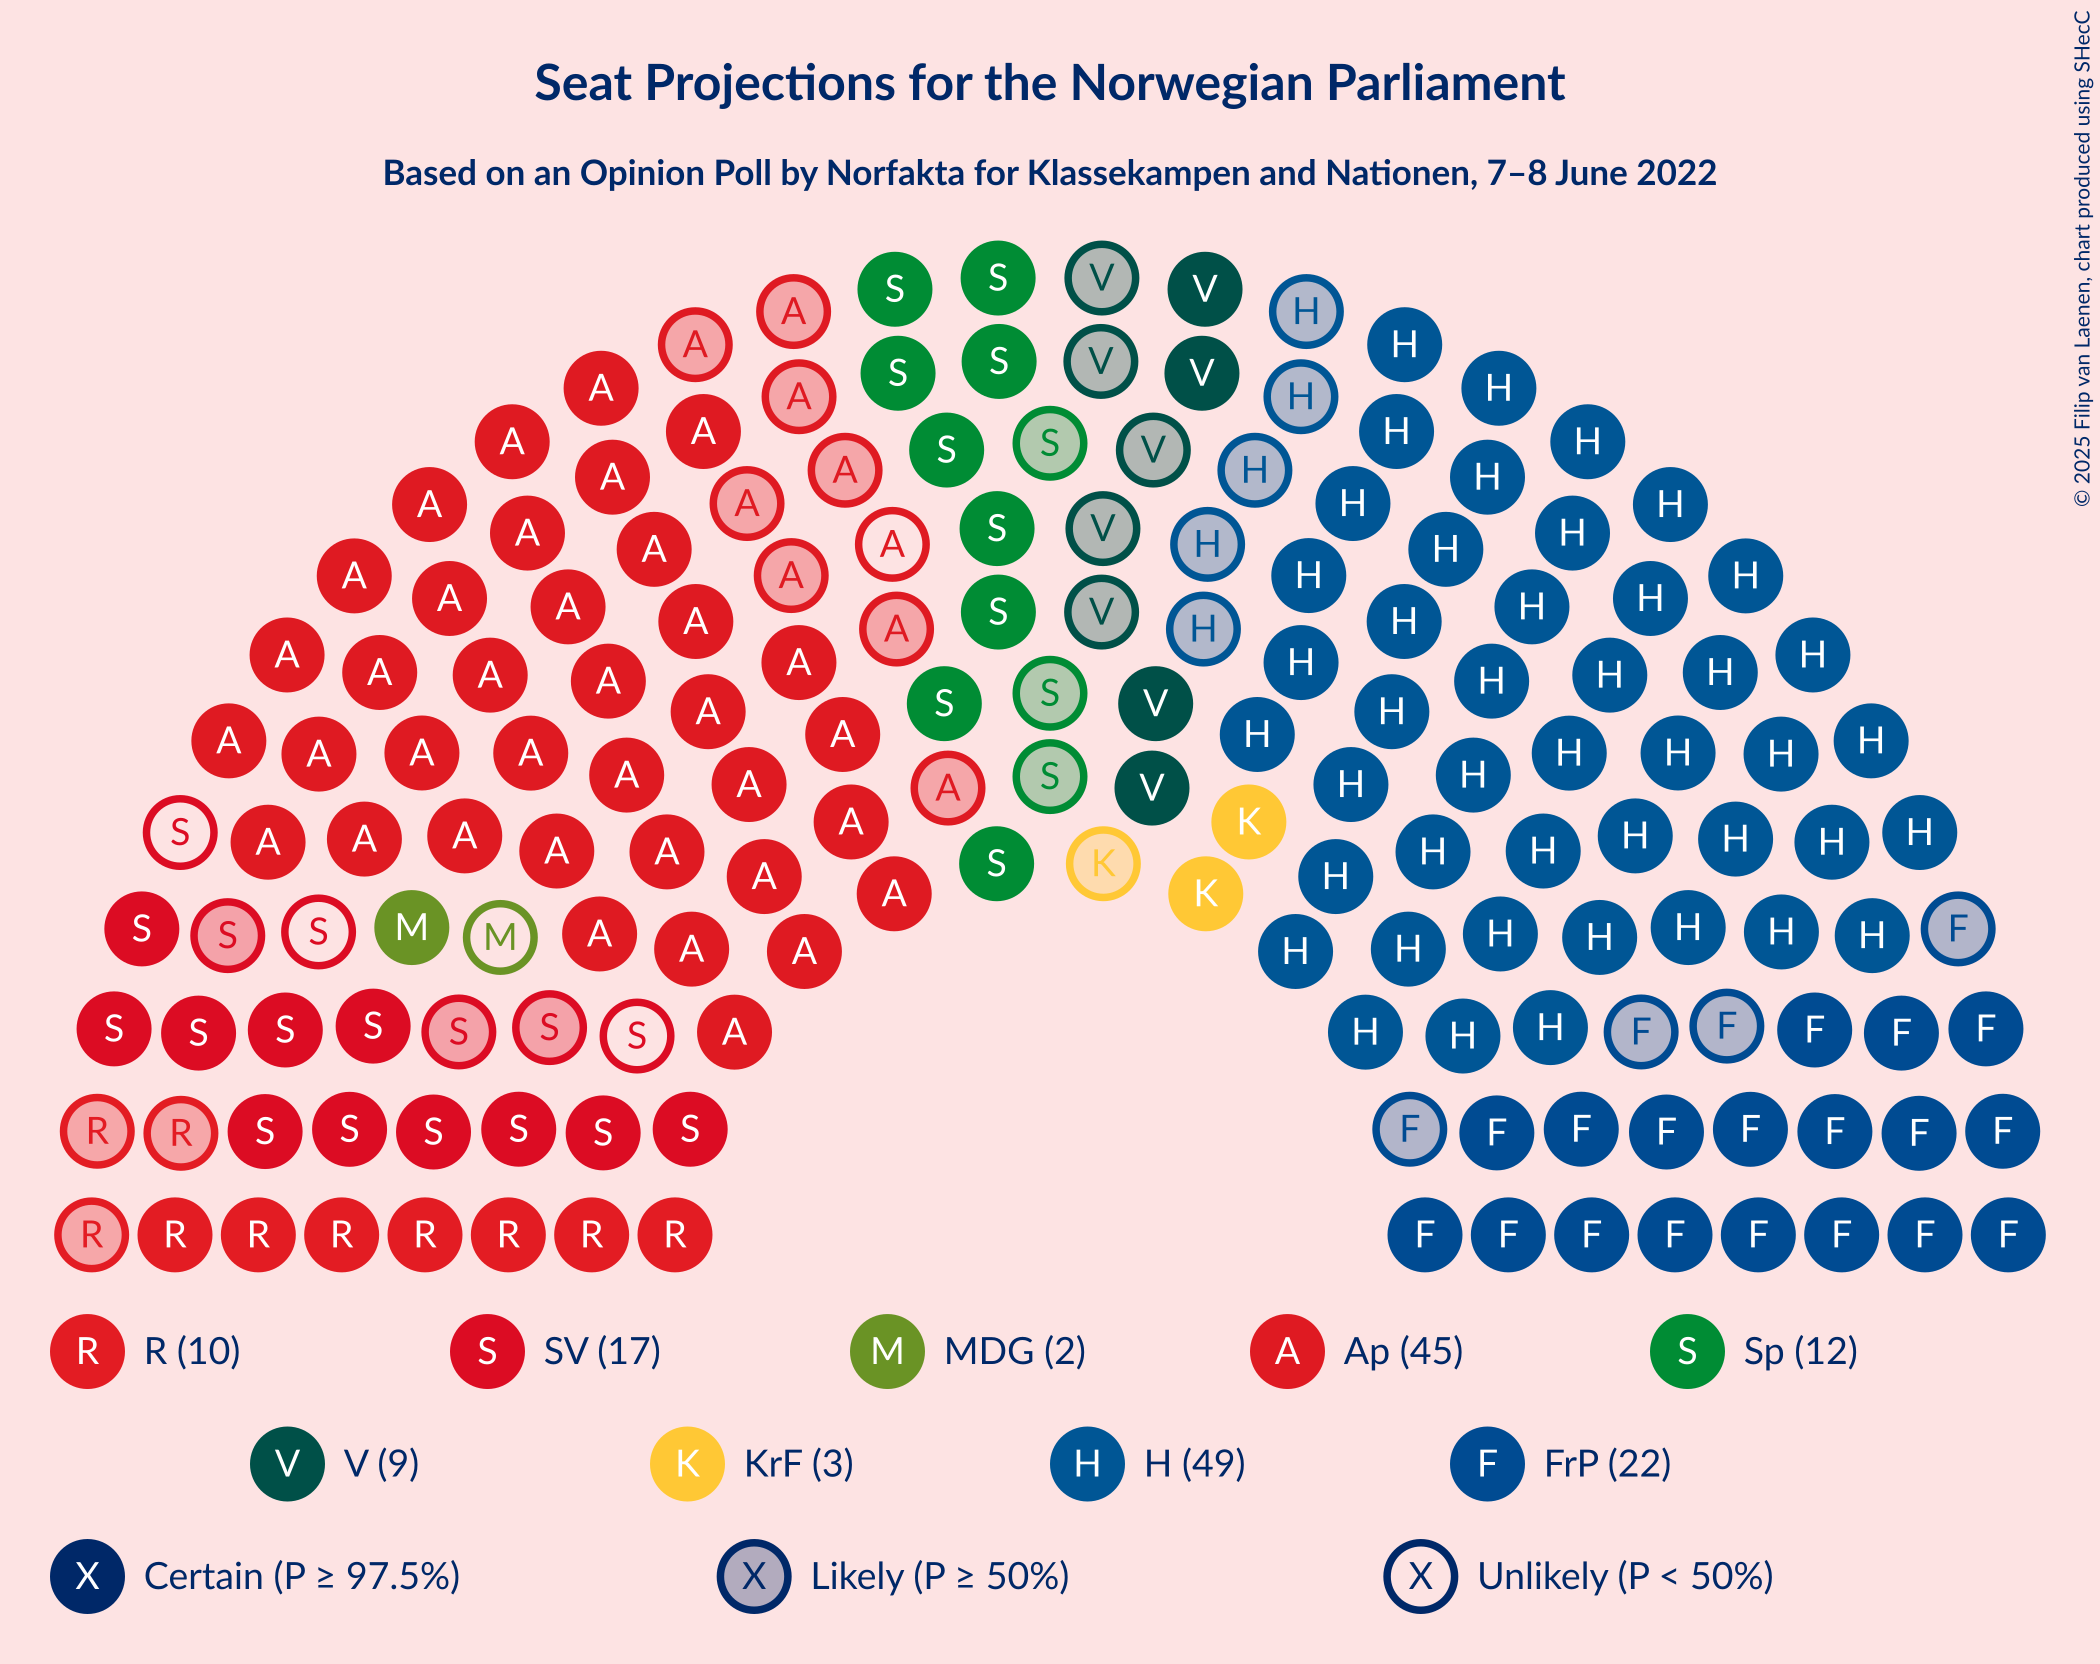 Seat Projections for the Norwegian Parliament
Based on an Opinion Poll by Norfakta for Klassekampen and Nationen, 7–8 June 2022
© 2025 Filip van Laenen, chart produced using SHecC
S S V V
A A H H
S S V V
A A H H
A A H H
S S V
A A H H
A A A H H H
S V
A A A A H H H H
A A A H H H
S V
A A A H H H
A A A H H H
S V
A A A H H H
A A A A H H H H
R R (10) S SV (17) M MDG (2) A Ap (45) S Sp (12)
V V (9) K KrF (3) H H (49) F FrP (22)
X Certain (P ≥ 97.5%) X Likely (P ≥ 50%) X Unlikely (P < 50%)